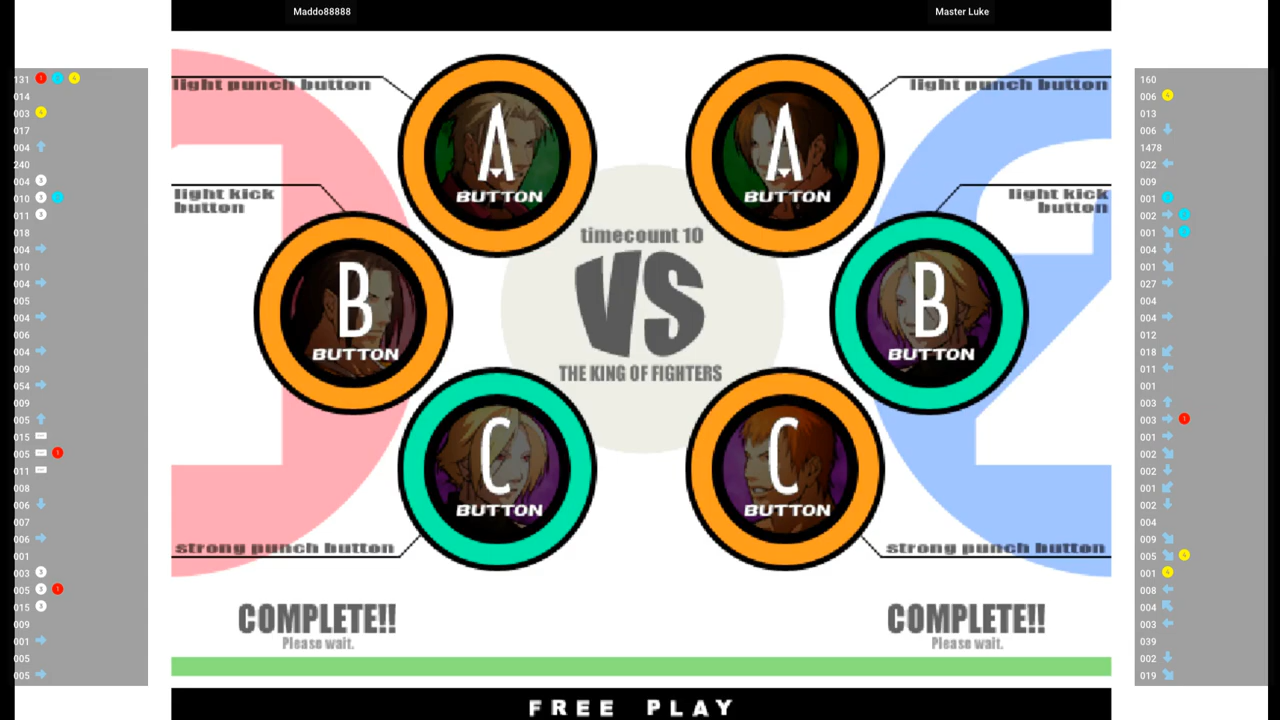 Maddo88888
Master Luke
light punch button
light punch button
A
BUTTON
A
BUTTON
light kick
button
light kick
button
timecount 10
VS
THE KING OF FIGHTERS
B
BUTTON
B
BUTTON
C
BUTTON
C
BUTTON
strong punch button
strong punch button
COMPLETE!!
Please wait.
COMPLETE!!
Please wait.
FREE PLAY
131
014
003
017
004
240
004
010
011
018
004
010
004
005
004
006
004
009
054
009
005
015
005
011
008
006
007
006
001
003
005
015
009
001
005
005
160
006
013
006
1478
022
009
001
002
001
004
001
027
004
004
012
018
011
001
003
003
001
002
002
001
002
004
009
005
001
008
004
003
039
002
019